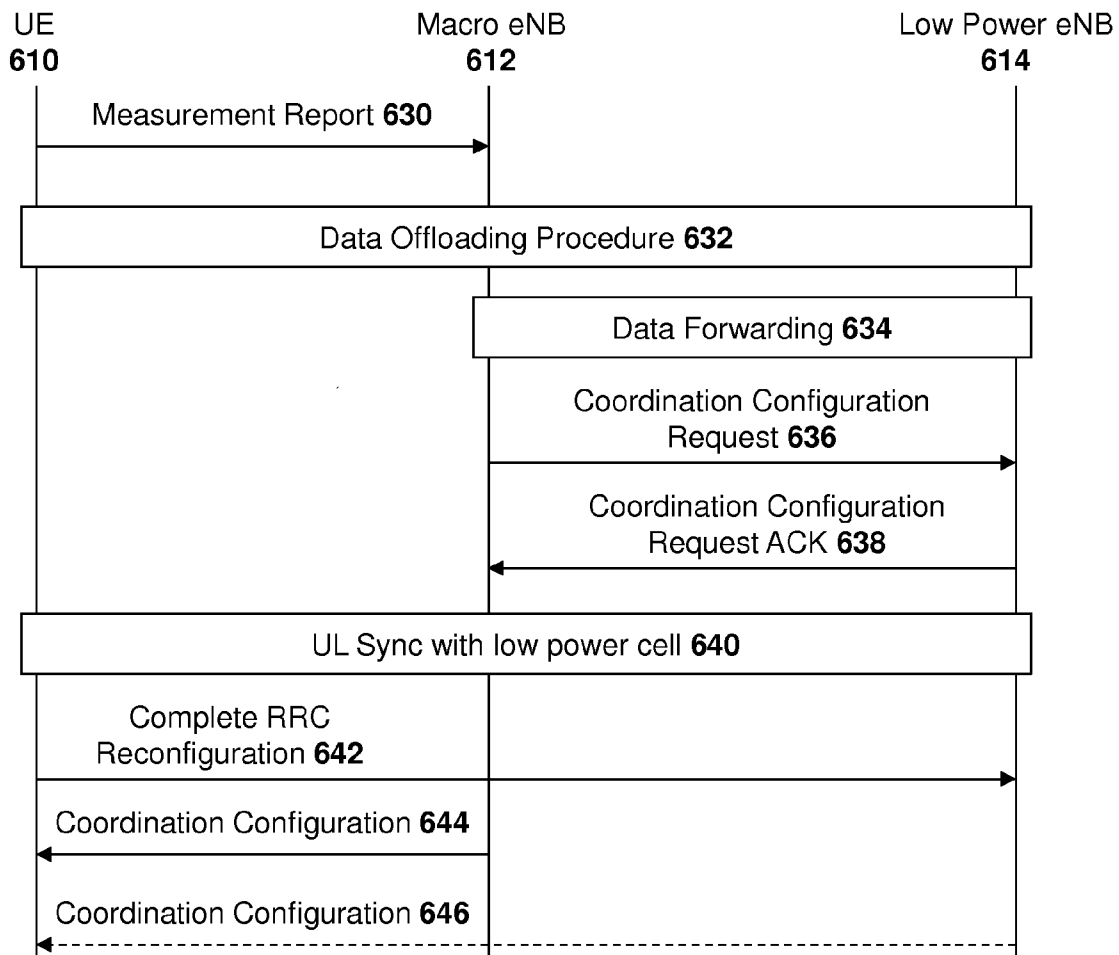 UE Macro eNB Low Power eNB
610 612 614
Measurement Report 630
Data Offloading Procedure 632
Data Forwarding 634
Coordination Configuration
Request 636
Coordination Configuration
Request ACK 638
UL Sync with low power cell 640
Complete RRC
Reconfiguration 642
Coordination Configuration 644
Coordination Configuration 646